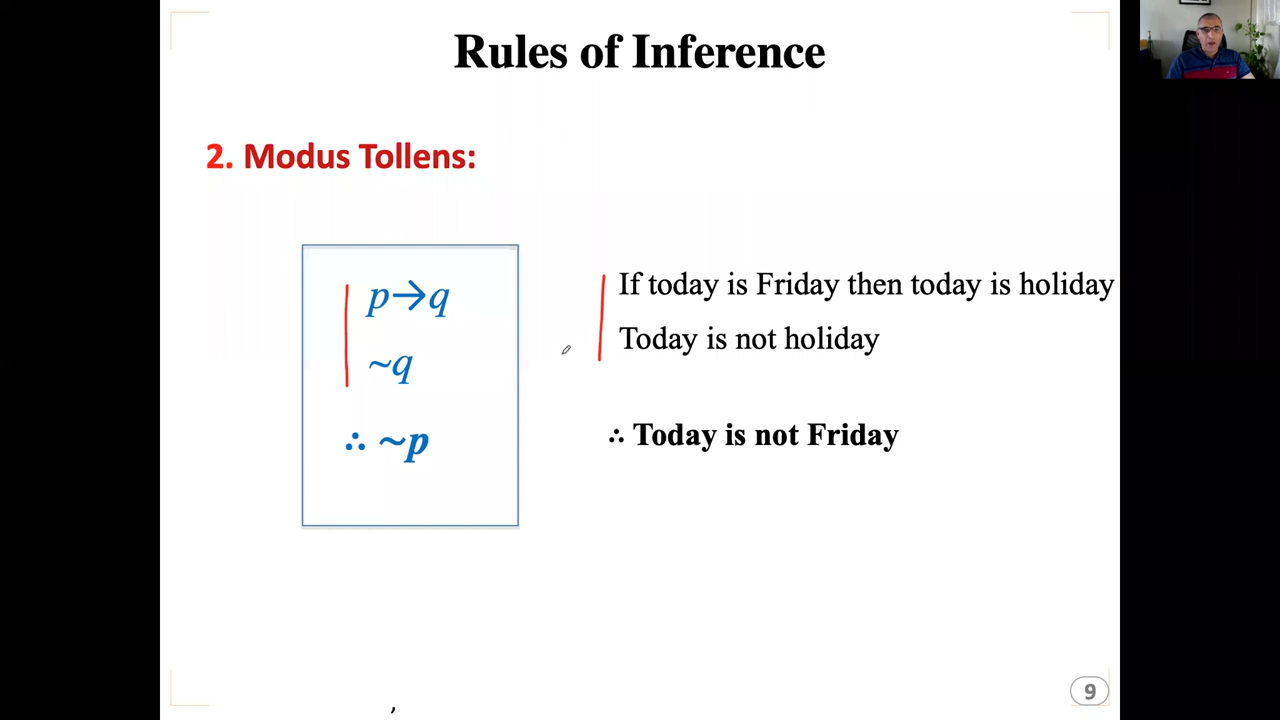 Rules of Inference
2. Modus Tollens:
p→q
~q
∴ ~p
If today is Friday then today is holiday
Today is not holiday
∴ Today is not Friday
9
,